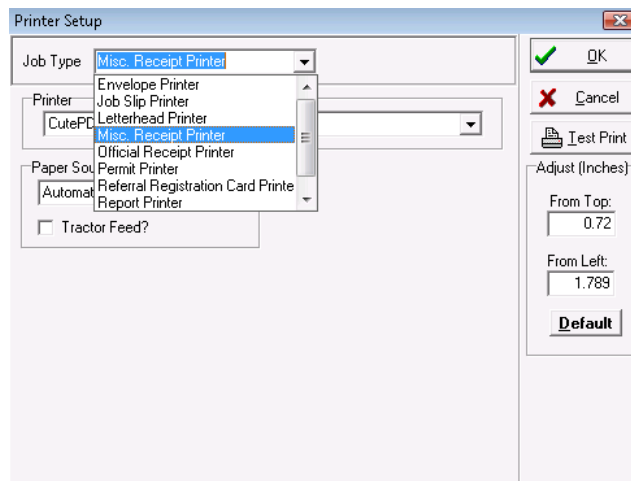 Printer Setup
Job Type
Misc. Receipt Printer
Envelope Printer
Job Slip Printer
Letterhead Printer
Misc. Receipt Printer
Official Receipt Printer
Permit Printer
Referral Registration Card Printe
Report Printer
Printer
CutePD
Paper Sou
Automat
Tractor Feed?
OK
Cancel
Test Print
Adjust (Inches)
From Top:
0.72
From Left:
1.789
Default